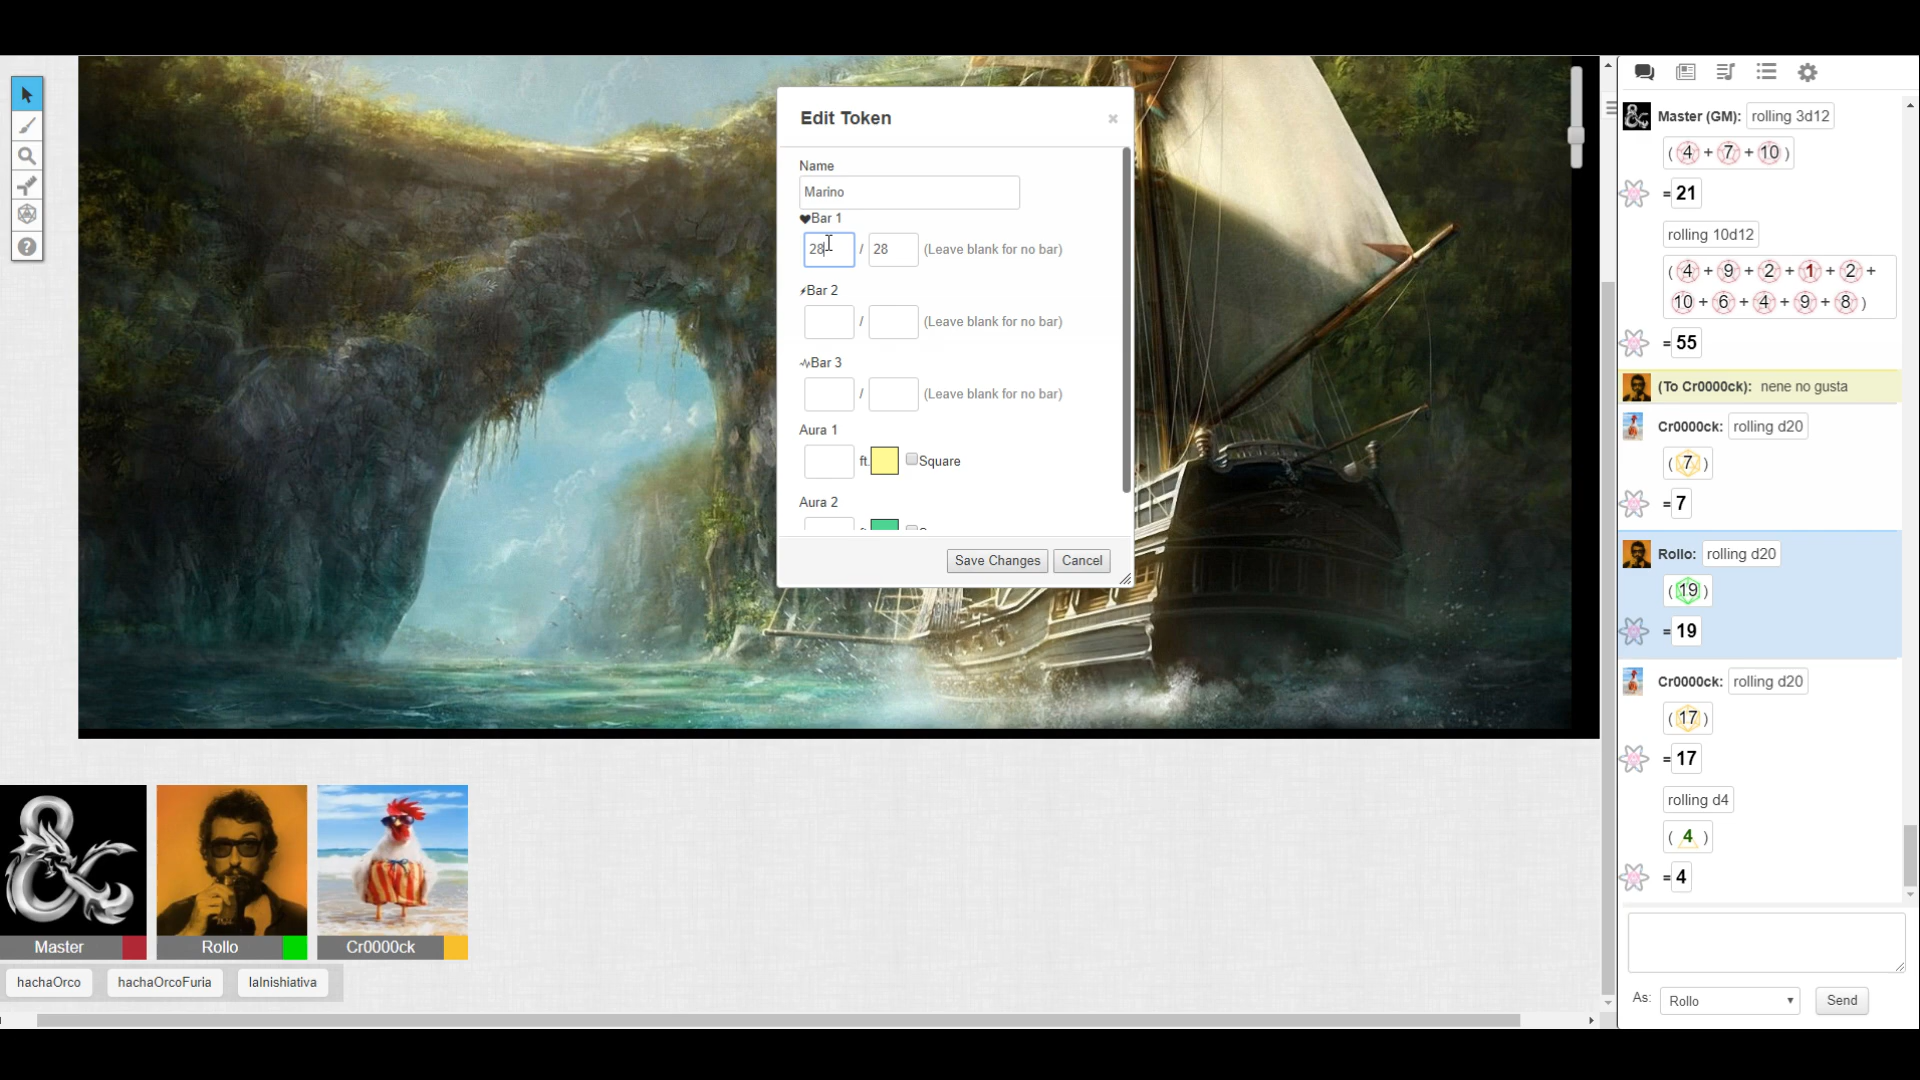 Edit Token
×
Name
Marino
Bar 1
28 / 28 (Leave blank for no bar)
Bar 2
/ (Leave blank for no bar)
Bar 3
/ (Leave blank for no bar)
Aura 1
ft. Square
Aura 2
Save Changes Cancel
Master Rollo Cr0000ck
hachaOrco hachaOrcoFuria laInishiativa
Master (GM): rolling 3d12
(4 + 7 + 10)
=21
rolling 10d12
(4 + 9 + 2 + 1 + 2 +
10 + 6 + 4 + 9 + 8)
=55
(To Cr0000ck): nene no gusta
Cr0000ck: rolling d20
(7)
=7
Rollo: rolling d20
(19)
=19
Cr0000ck: rolling d20
(17)
=17
rolling d4
(4)
=4
As: Rollo Send